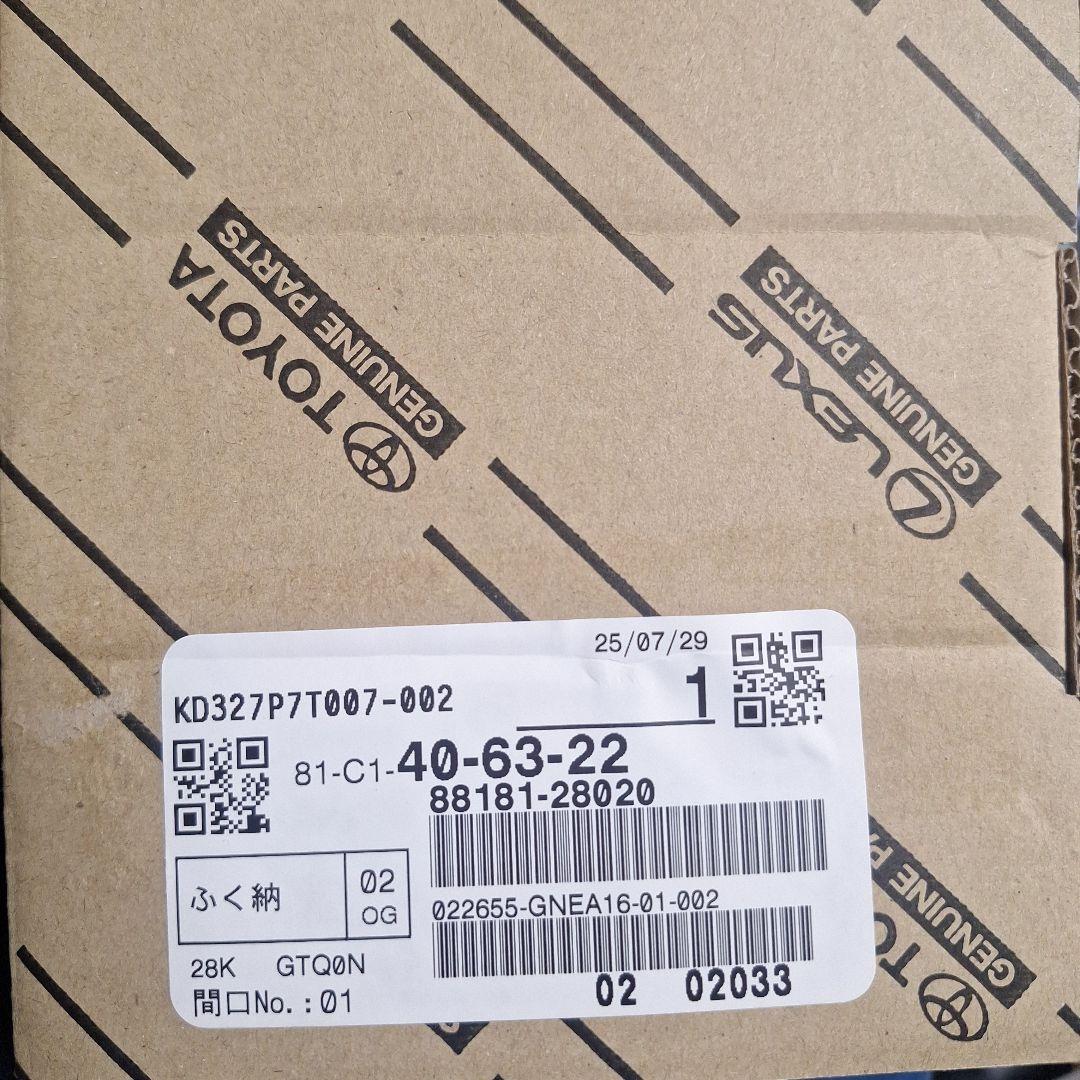 TOYOTA
GENUINE PARTS
LEXUS
GENUINE PARTS
25/07/29
KD327P7T007-002
1
81-C1-40-63-22
88181-28020
ふく納
02
OG
022655-GNEA16-01-002
28K GTQ0N
間口No.:01
02 02033
TO
GENUINE PA